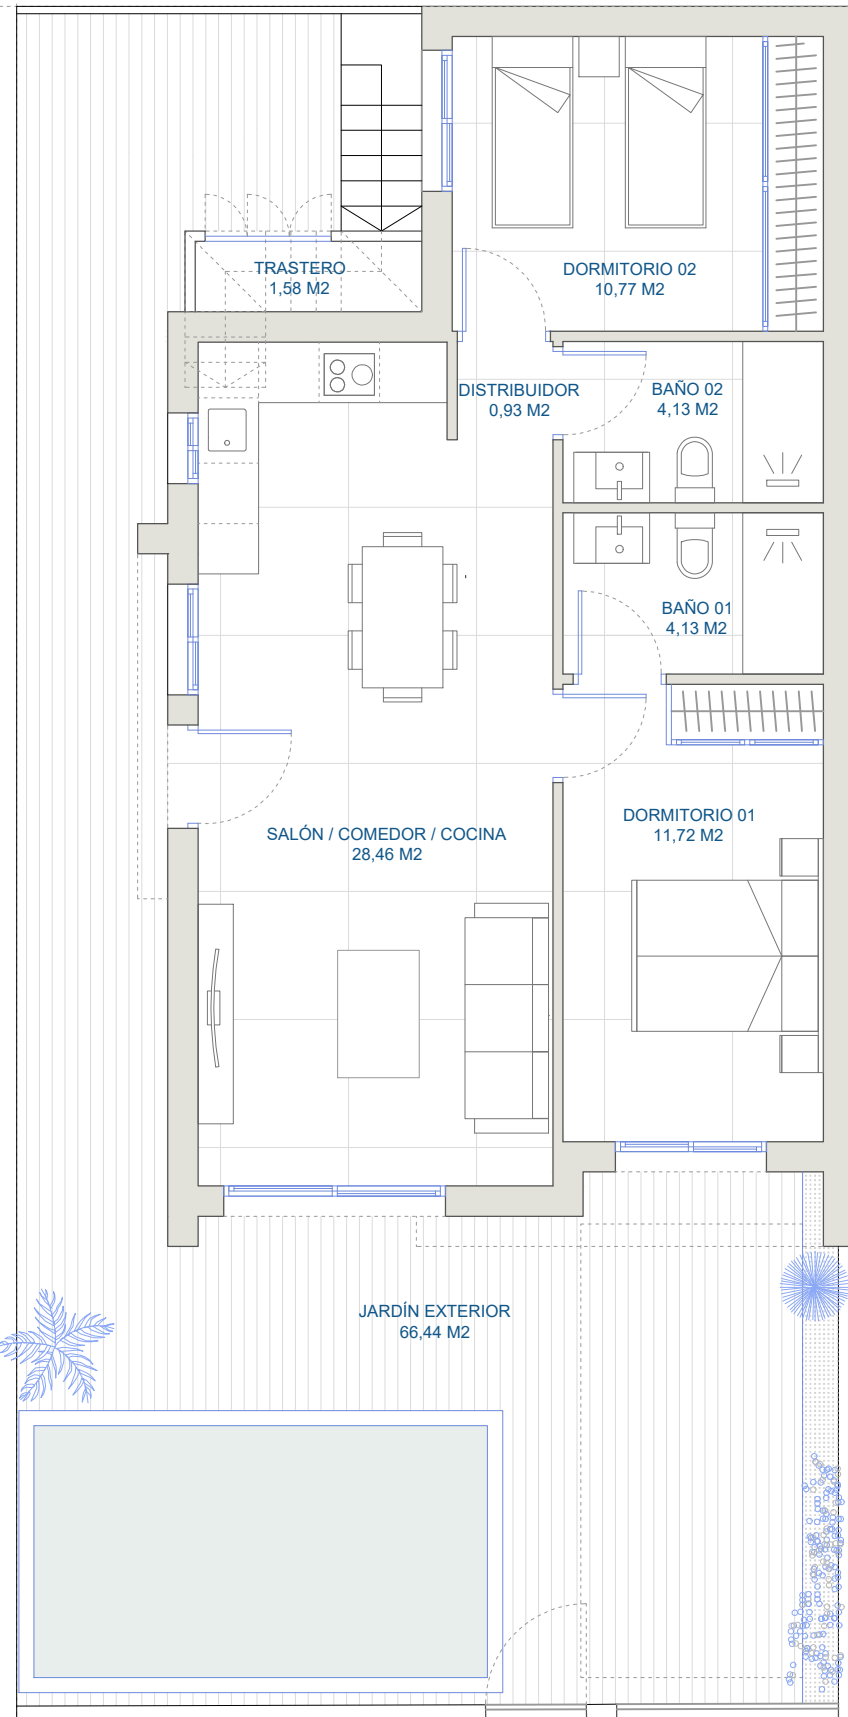 TRASTERO
1,58 M2
DORMITORIO 02
10,77 M2
DISTRIBUIDOR
0,93 M2
BAÑO 02
4,13 M2
BAÑO 01
4,13 M2
SALÓN / COMEDOR / COCINA
28,46 M2
DORMITORIO 01
11,72 M2
JARDÍN EXTERIOR
66,44 M2